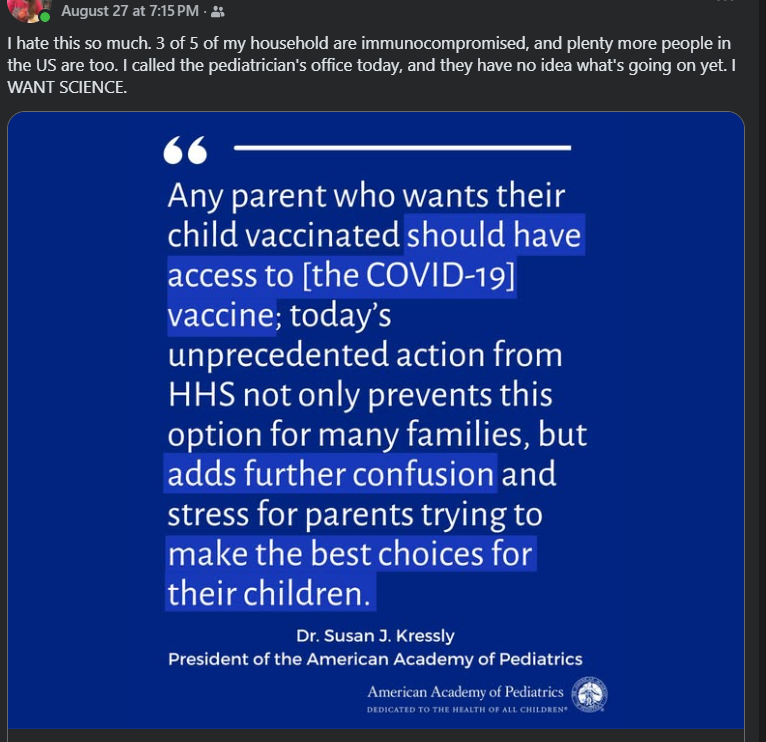 August 27 at 7:15 PM ·
I hate this so much. 3 of 5 of my household are immunocompromised, and plenty more people in
the US are too. I called the pediatrician's office today, and they have no idea what's going on yet. I
WANT SCIENCE.
“
Any parent who wants their
child vaccinated should have
access to [the COVID-19]
vaccine; today’s
unprecedented action from
HHS not only prevents this
option for many families, but
adds further confusion and
stress for parents trying to
make the best choices for
their children.
Dr. Susan J. Kressly
President of the American Academy of Pediatrics
American Academy of Pediatrics
DEDICATED TO THE HEALTH OF ALL CHILDREN®